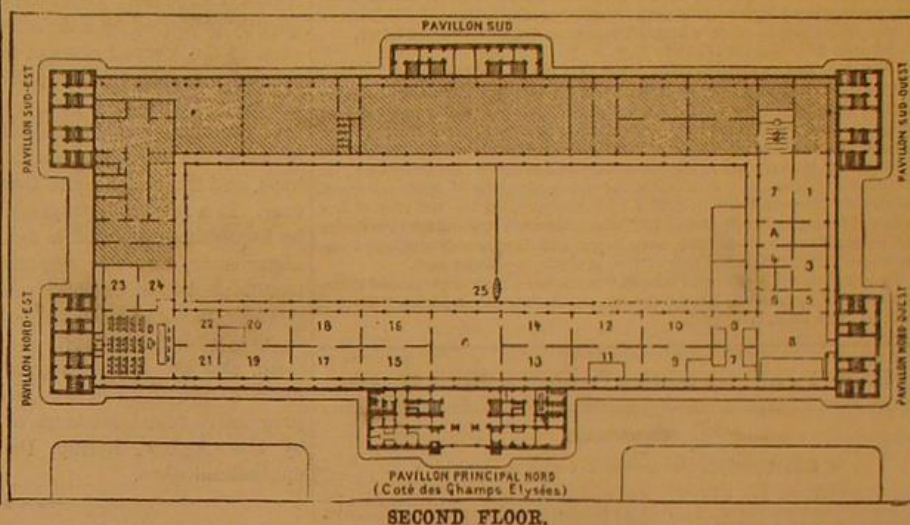 PAVILLON SUD
PAVILLON SUD-EST
PAVILLON SUD-OUEST
2 1
A
4 3
6 5
23 24
25
PAVILLON NORD-EST
PAVILLON NORD-OUEST
22 20 18 16 C 14 12 10 8 B
21 19 17 15 13 11 9 7
D
PAVILLON PRINCIPAL NORD
(Coté des Champs Elysées)
SECOND FLOOR.